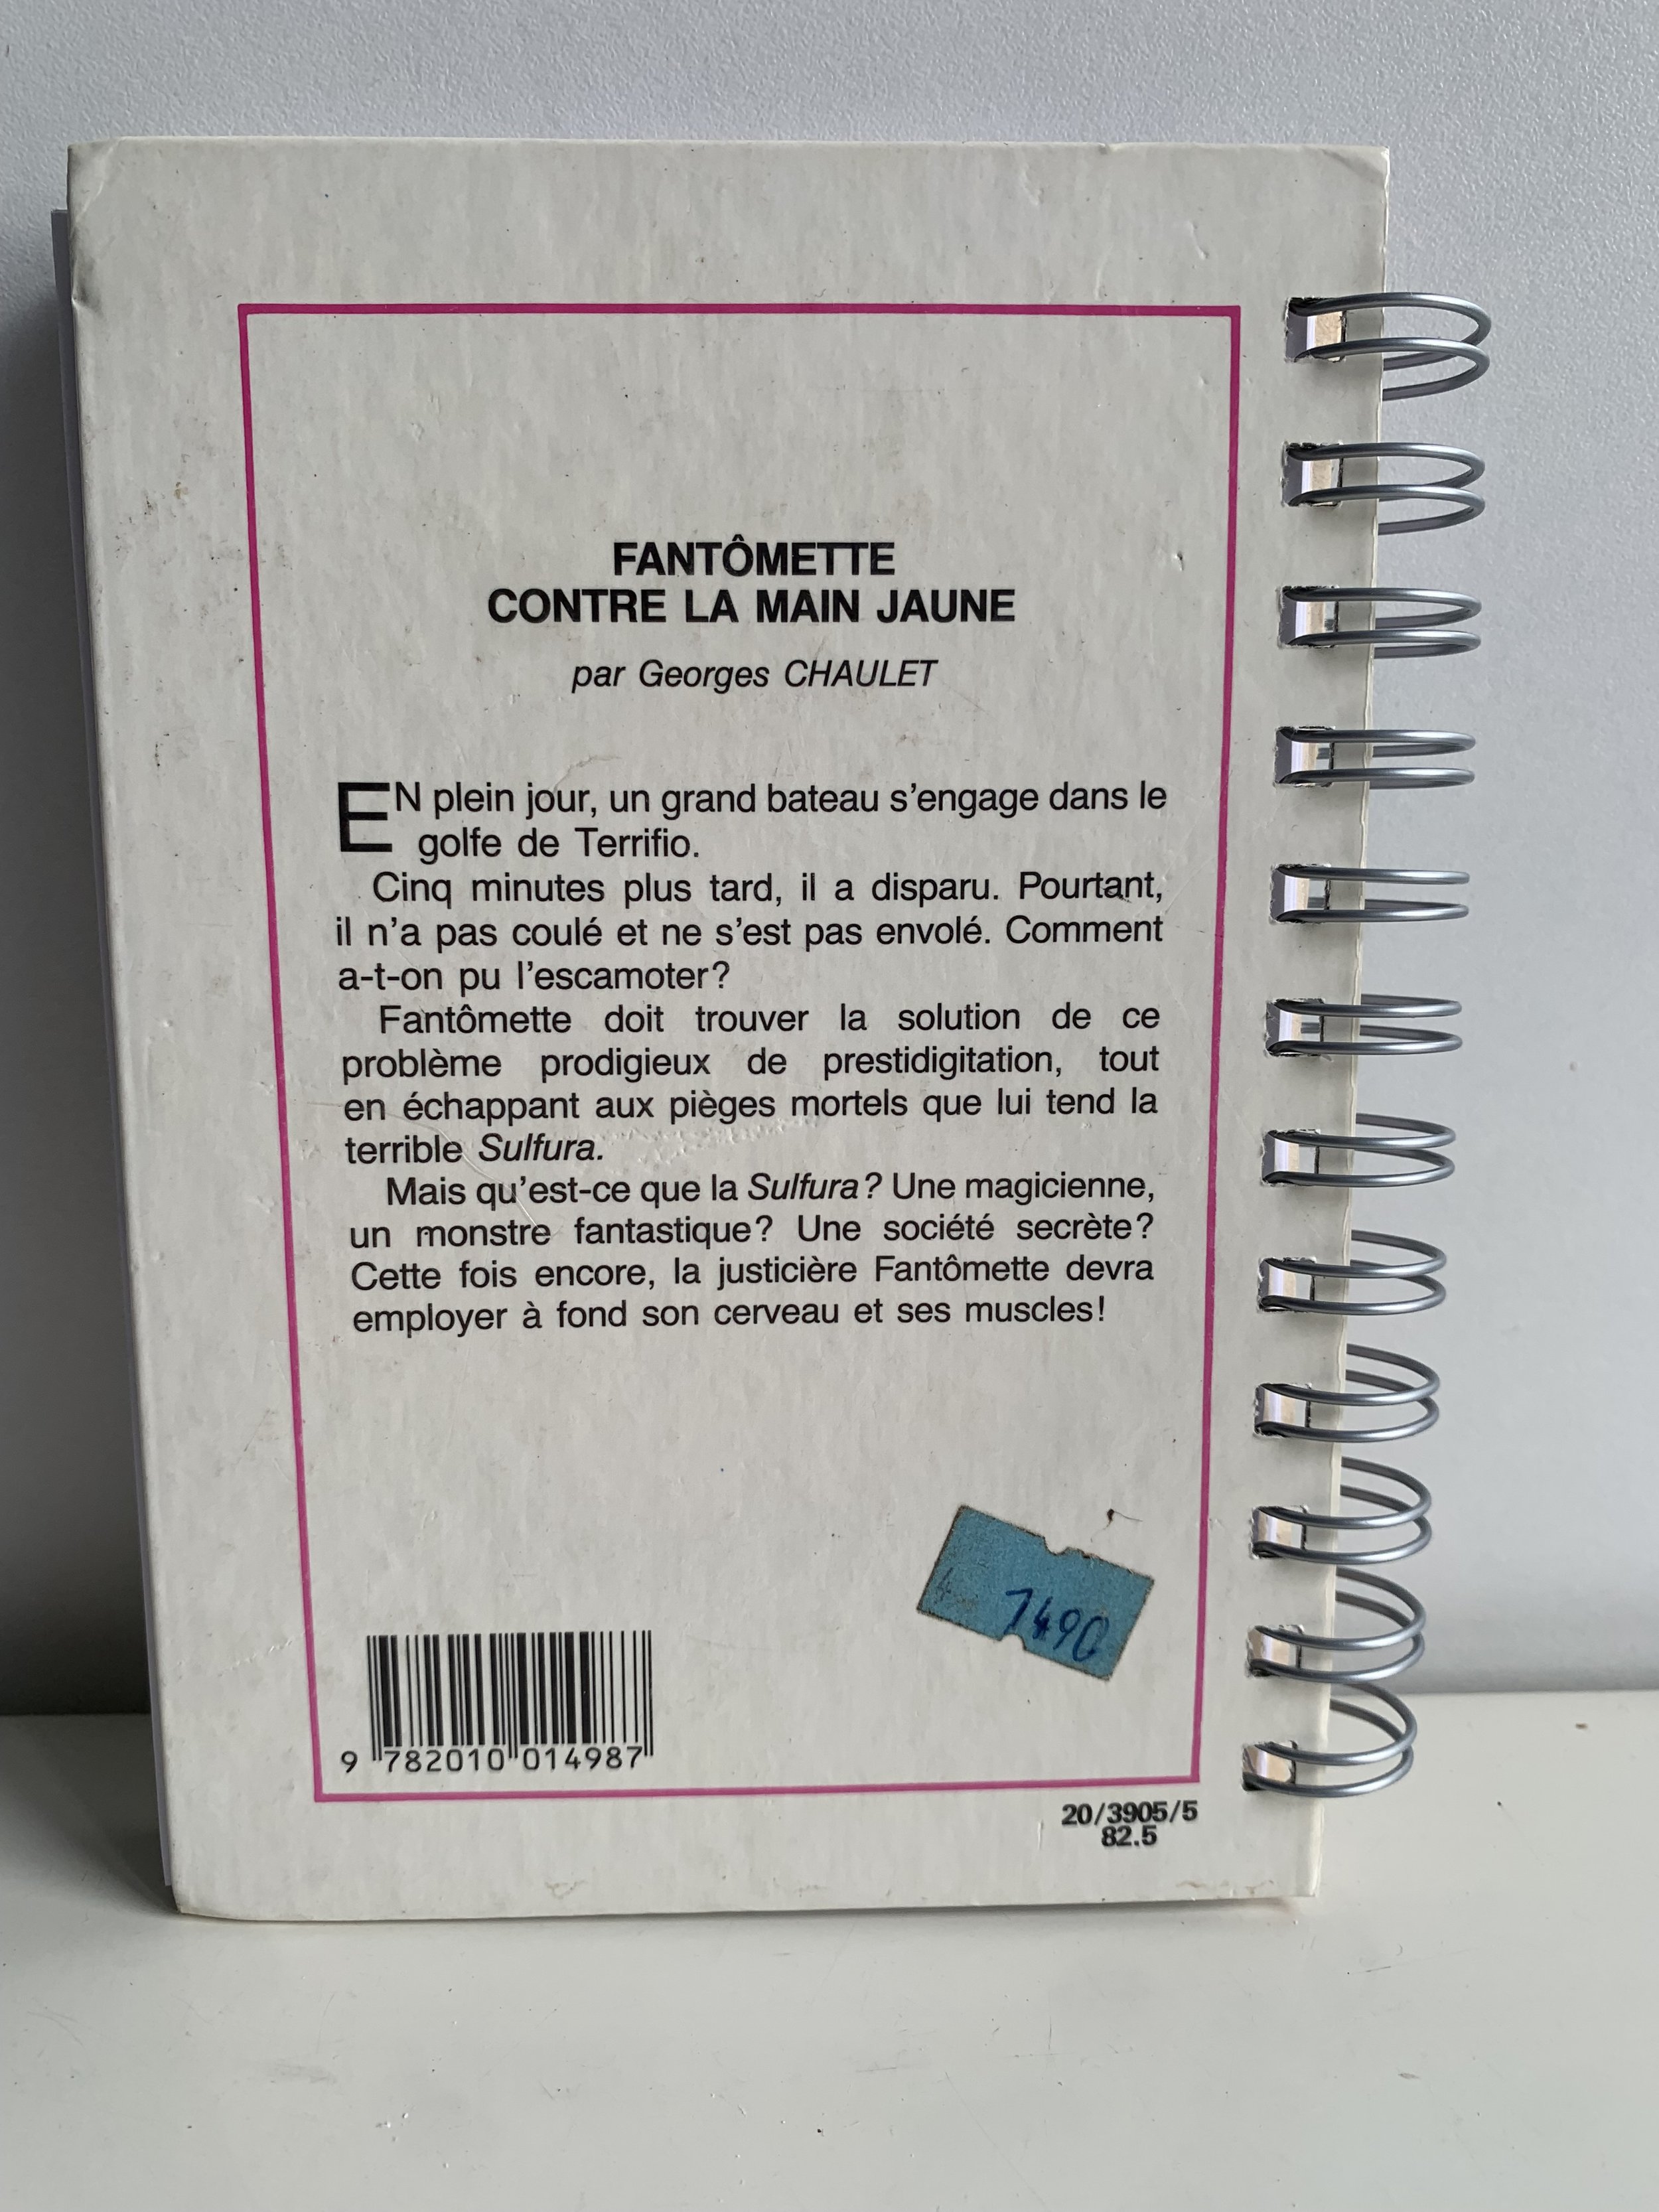 FANTÔMETTE
CONTRE LA MAIN JAUNE
par Georges CHAULET
EN plein jour, un grand bateau s'engage dans le
golfe de Terrifio.
Cinq minutes plus tard, il a disparu. Pourtant,
il n'a pas coulé et ne s'est pas envolé. Comment
a-t-on pu l'escamoter?
Fantômette doit trouver la solution de ce
problème prodigieux de prestidigitation, tout
en échappant aux pièges mortels que lui tend la
terrible Sulfura.
Mais qu'est-ce que la Sulfura? Une magicienne,
un monstre fantastique? Une société secrète?
Cette fois encore, la justicière Fantômette devra
employer à fond son cerveau et ses muscles!
1490
9 782010 014987
20/3905/5
82.5